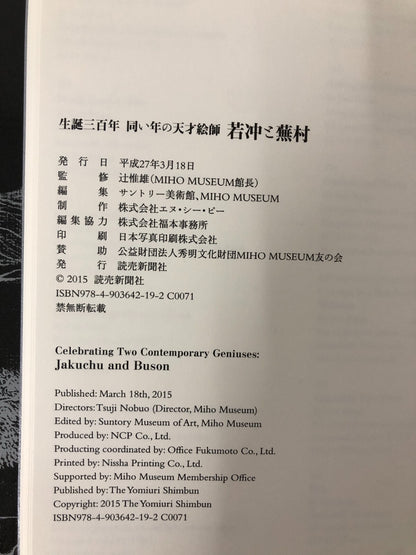 生誕三百年 同い年の天才絵師 若冲と蕪村
発行日 平成27年3月18日
監修 辻惟雄(MIHO MUSEUM館長)
編集 サントリー美術館、MIHO MUSEUM
制作 株式会社エヌ・シー・ピー
編集協力 株式会社福本事務所
印刷 日本写真印刷株式会社
賛助 公益財団法人秀明文化財団MIHO MUSEUM友の会
発行 読売新聞社
© 2015 読売新聞社
ISBN978-4-903642-19-2 C0071
禁無断転載
Celebrating Two Contemporary Geniuses:
Jakuchu and Buson
Published: March 18th, 2015
Directors: Tsuji Nobuo (Director, Miho Museum)
Edited by: Suntory Museum of Art, Miho Museum
Produced by: NCP Co., Ltd.
Producting coordinated by: Office Fukumoto Co., Ltd.
Printed by: Nissha Printing Co., Ltd.
Supported by: Miho Museum Membership Office
Published by: The Yomiuri Shimbun
Copyright: 2015 The Yomiuri Shimbun
ISBN978-4-903642-19-2 C0071